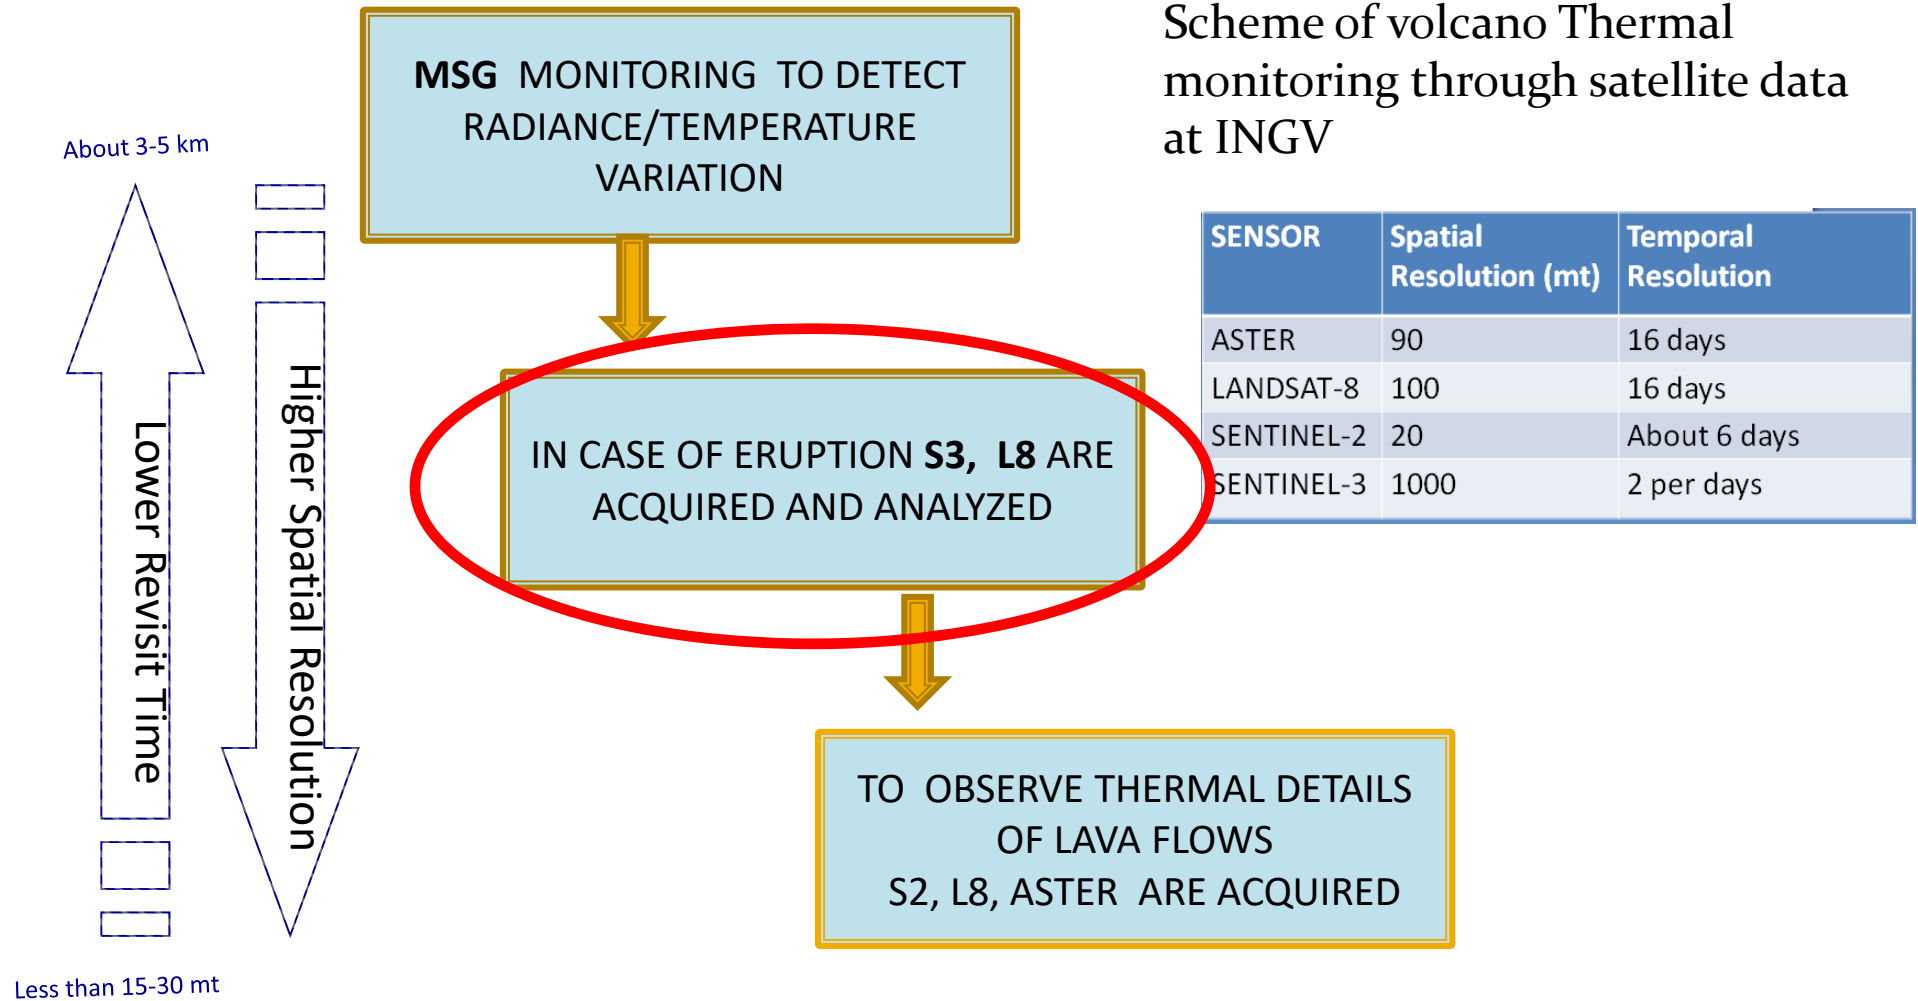 Scheme of volcano Thermal
monitoring through satellite data
at INGV
MSG MONITORING TO DETECT
RADIANCE/TEMPERATURE
VARIATION
About 3-5 km
Lower Revisit Time
Higher Spatial Resolution
Less than 15-30 mt
IN CASE OF ERUPTION S3, L8 ARE
ACQUIRED AND ANALYZED
TO OBSERVE THERMAL DETAILS
OF LAVA FLOWS
S2, L8, ASTER ARE ACQUIRED
SENSOR Spatial Resolution (mt) Temporal Resolution
ASTER 90 16 days
LANDSAT-8 100 16 days
SENTINEL-2 20 About 6 days
SENTINEL-3 1000 2 per days